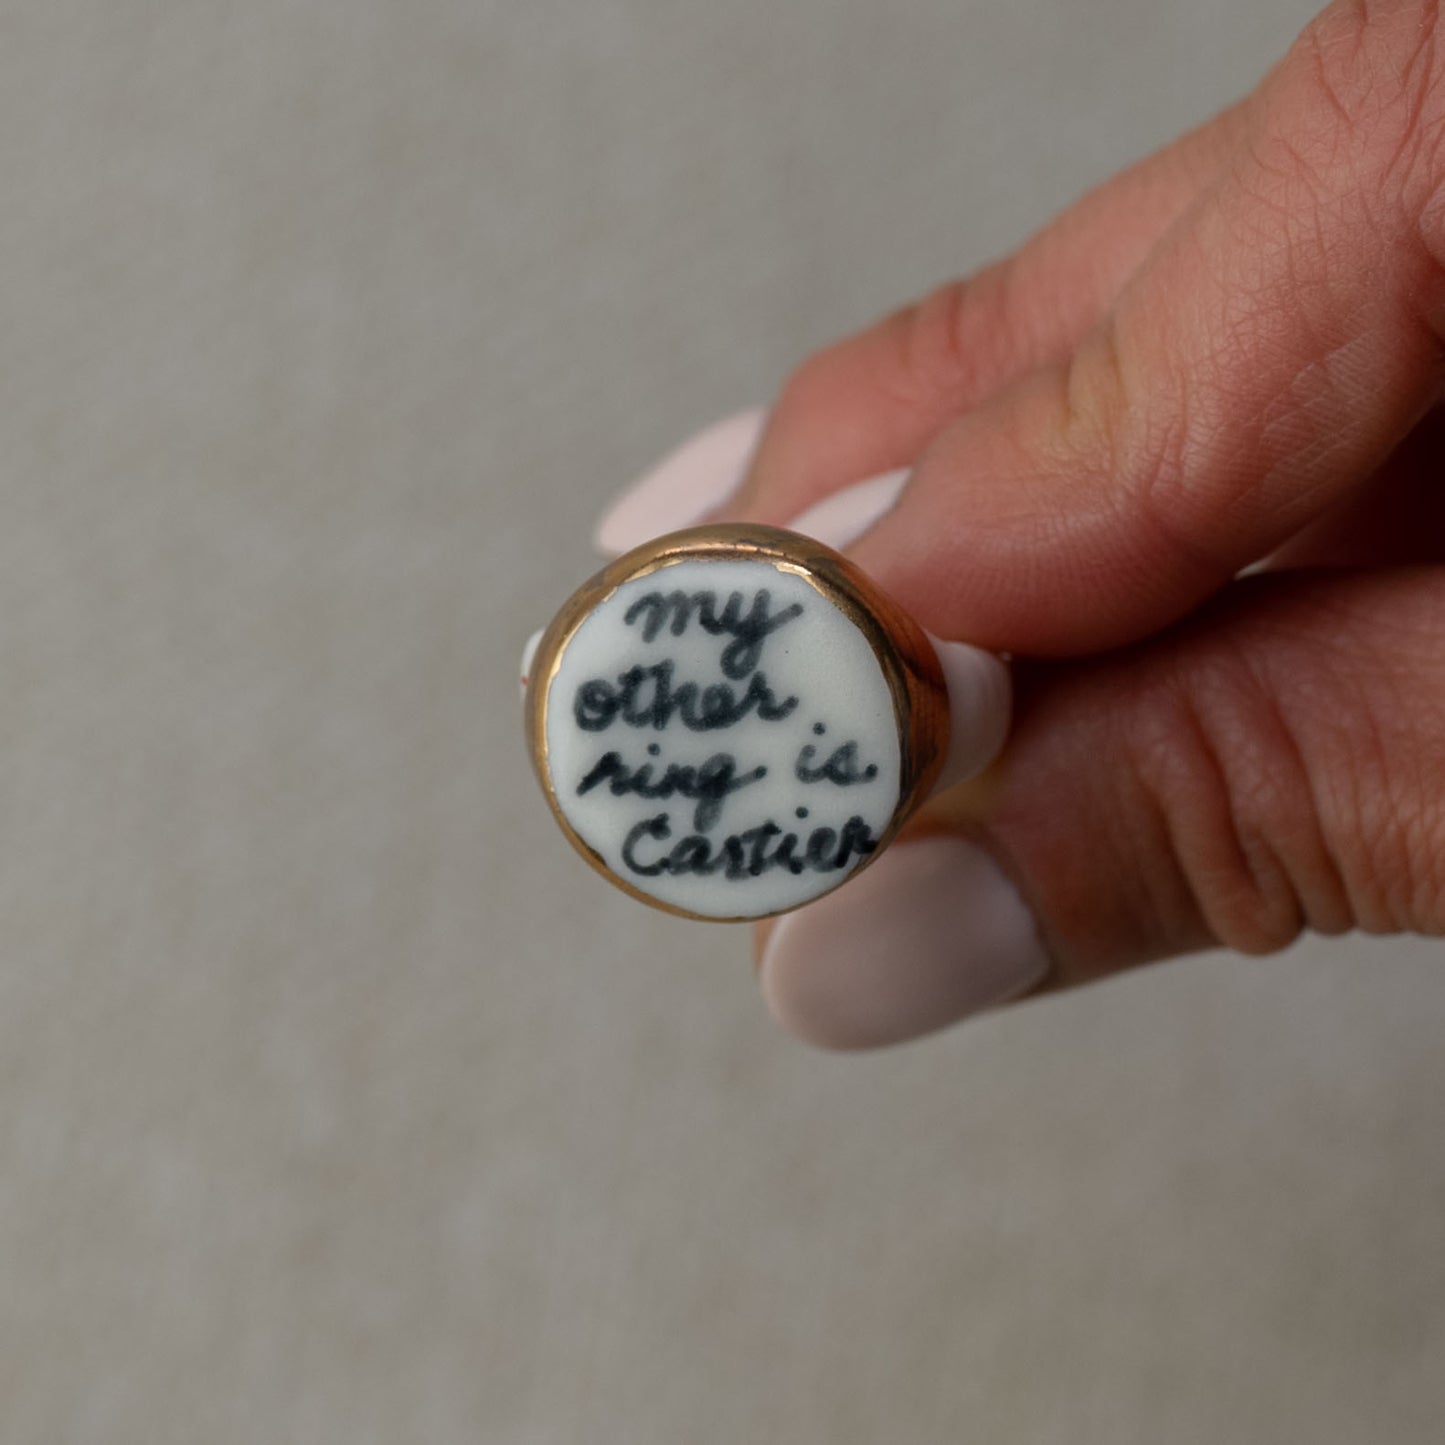 my
other
ring is
Cartier